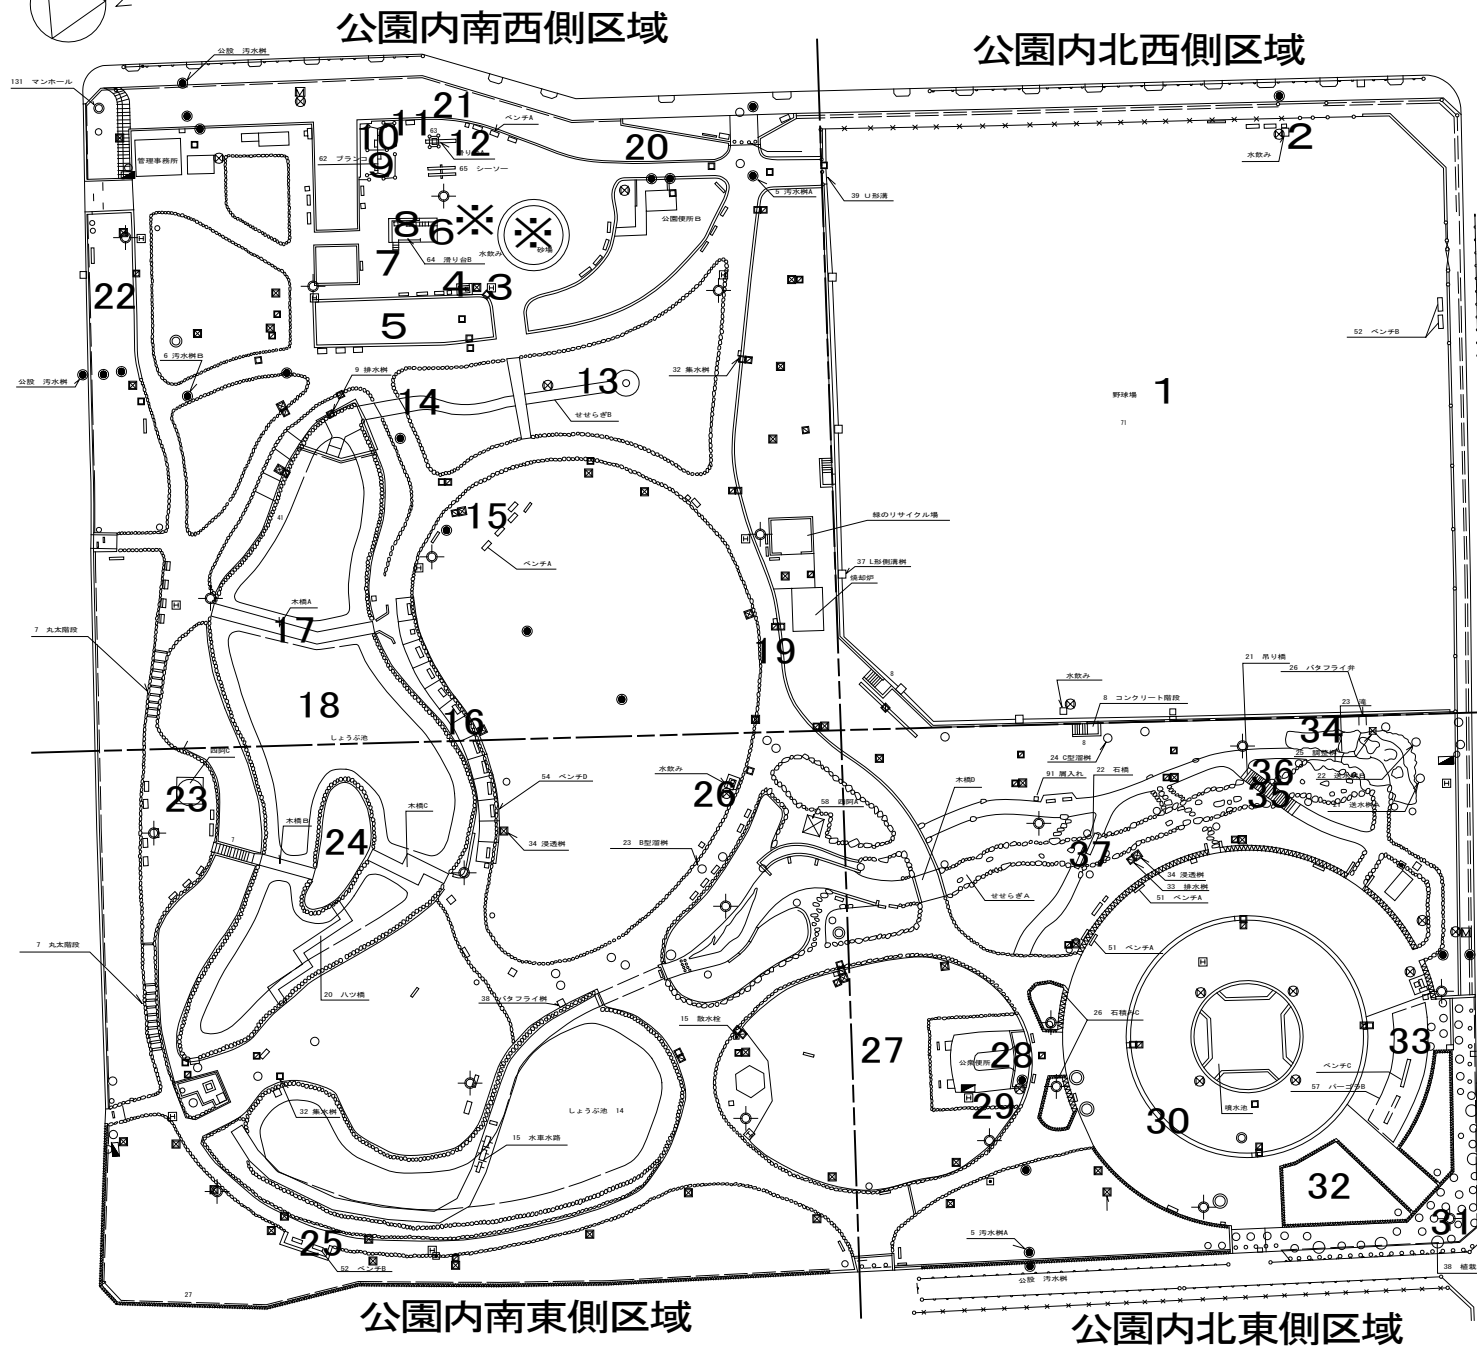 公園内南西側区域
公園内北西側区域
公設 汚水桝
131 マンホール
管理事務所
62 ブランコ
10
11
21
63
12
ベンチA
9
65 シーソー
20
5 汚水桝A
39 U形溝
水飲み
2
8
6
7
64 滑り台B
水飲み
砂場
公園便所B
4
3
22
5
52 ベンチB
6 汚水桝B
公設 汚水桝
9 排水桝
14
13
せせらぎB
32 集水桝
野球場
1
71
15
ベンチA
41
緑のリサイクル場
37 L形側溝桝
焼却炉
木橋A
17
7 丸太階段
19
18
16
しょうぶ池
8
水飲み
8 コンクリート階段
8
21 吊り橋
26 バタフライ弁
23 滝
34
24 C型溜桝
四阿C
23
54 ベンチD
水飲み
26
木橋D
91 屑入れ
22 石橋
36
35
58 四阿A
木橋C
木橋B
7
24
34 浸透桝
23 B型溜桝
37
せせらぎA
34 浸透桝
33 排水桝
51 ベンチA
51 ベンチA
7 丸太階段
20 八ツ橋
38 バタフライ桝
15 散水栓
27
公園便所
28
26 石積みC
29
33
ベンチC
57 パーゴラB
噴水池
30
32 集水桝
しょうぶ池 14
15 水車水路
32
31
25
52 ベンチB
5 汚水桝A
公設 汚水桝
38 植栽
27
公園内南東側区域
公園内北東側区域